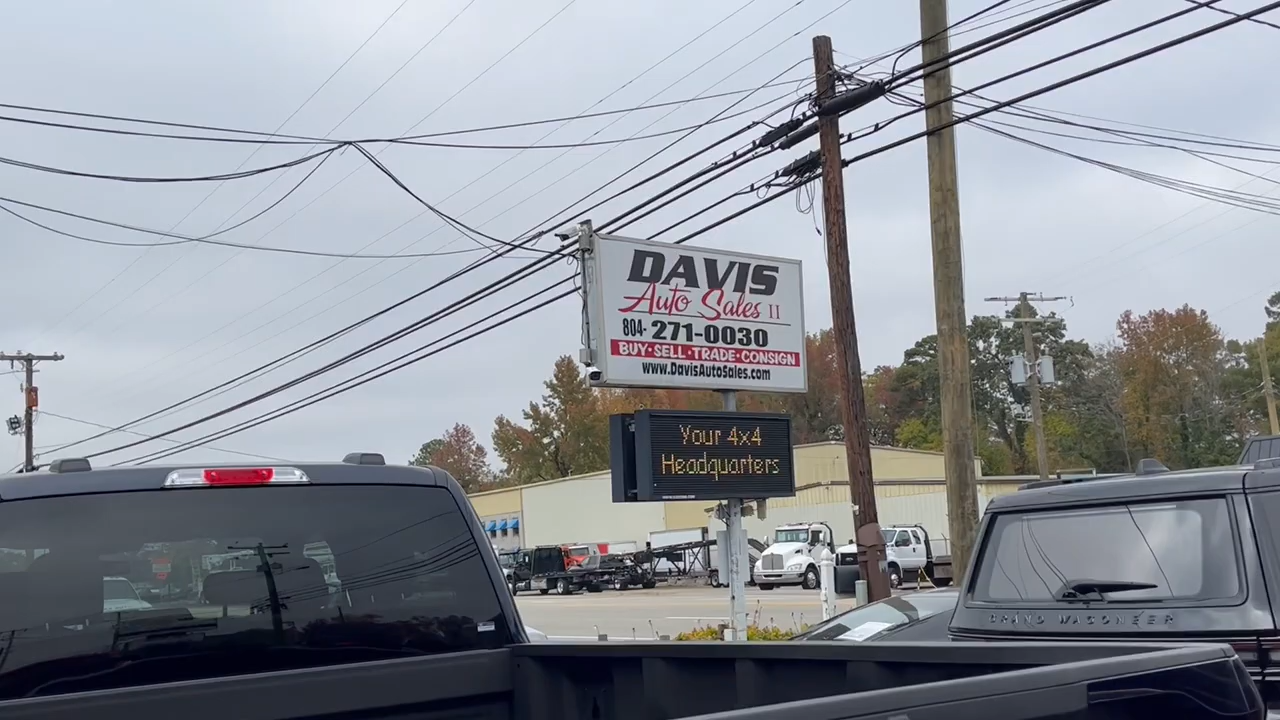 DAVIS
Auto Sales II
804-271-0030
BUY•SELL•TRADE•CONSIGN
www.DavisAutoSales.com
Your 4x4
Headquarters
GRAND WAGONEER